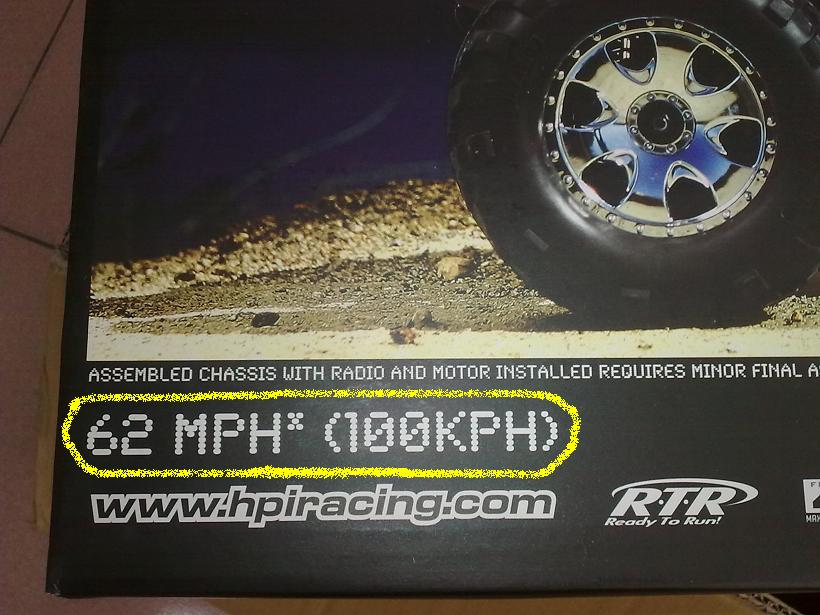 ASSEMBLED CHASSIS WITH RADIO AND MOTOR INSTALLED REQUIRES MINOR FINAL
62 MPH* (100KPH)
www.hpiracing.com
R·T·R
Ready To Run!